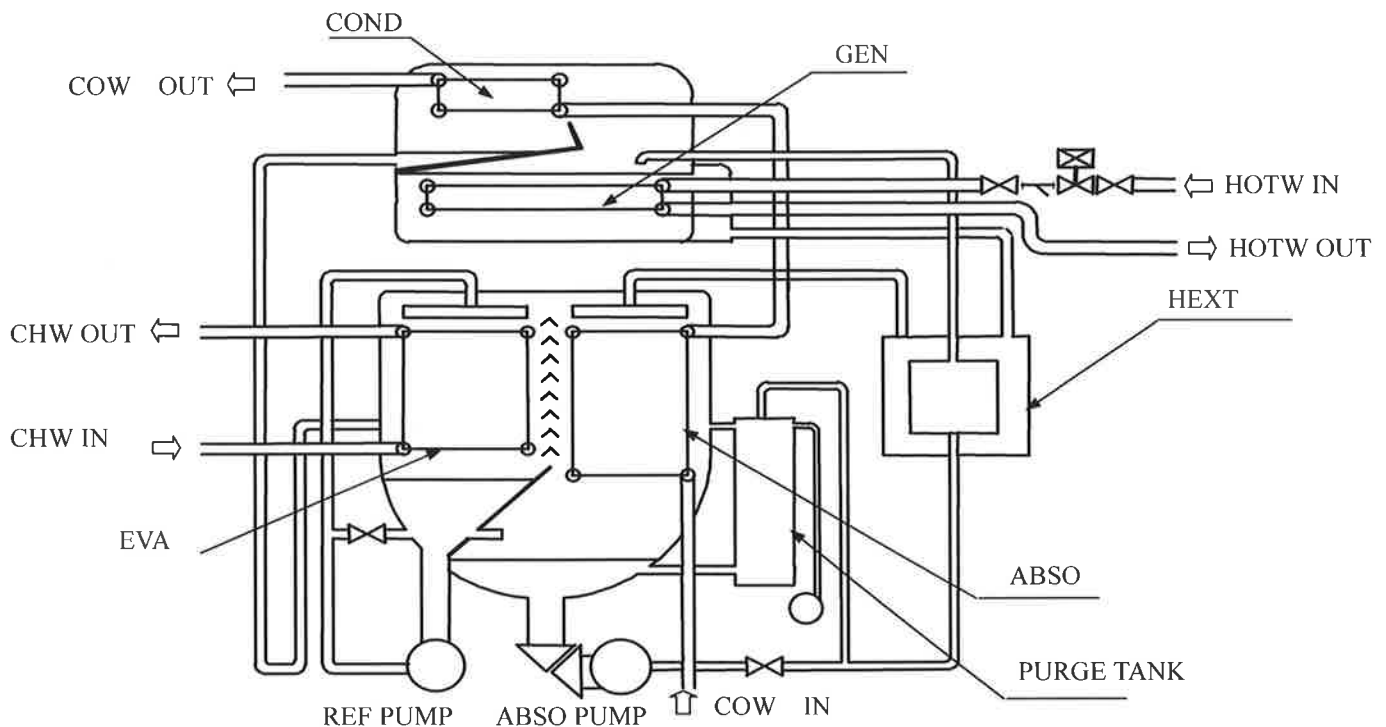 COND
GEN
COW OUT
HOTW IN
HOTW OUT
HEXT
CHW OUT
CHW IN
EVA
ABSO
PURGE TANK
REF PUMP
ABSO PUMP
COW IN